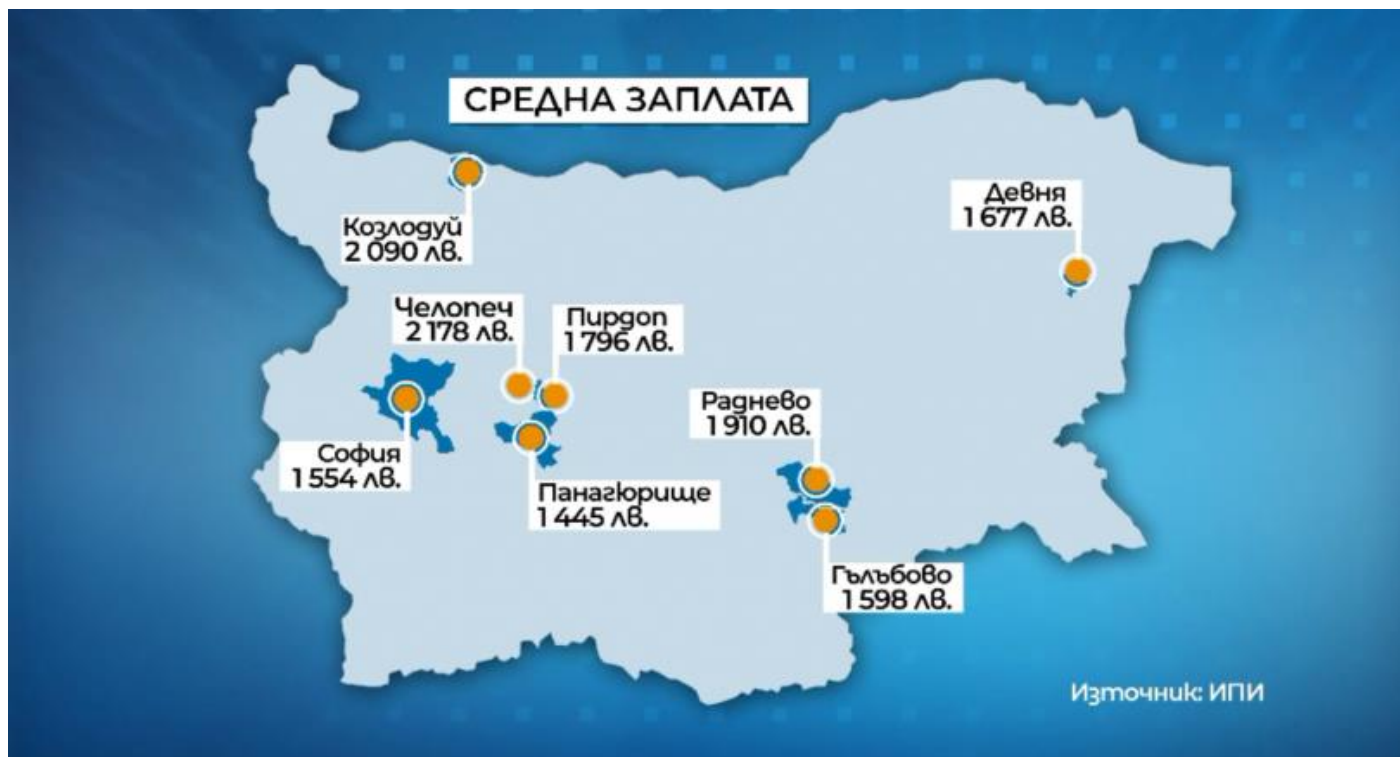 СРЕДНА ЗАПЛАТА
Козлодуй
2 090 лв.
Девня
1 677 лв.
Челопеч
2 178 лв.
Пирдоп
1 796 лв.
Раднево
1 910 лв.
София
1 554 лв.
Панагюрище
1 445 лв.
Гълъбово
1 598 лв.
Източник: ИПИ